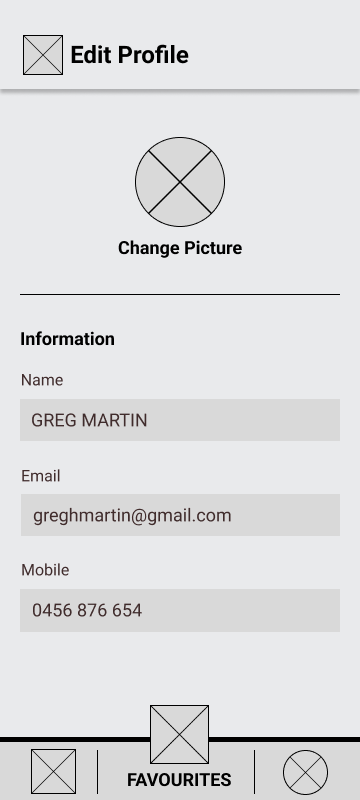 Edit Profile
Change Picture
Information
Name
GREG MARTIN
Email
greghmartin@gmail.com
Mobile
0456 876 654
FAVOURITES